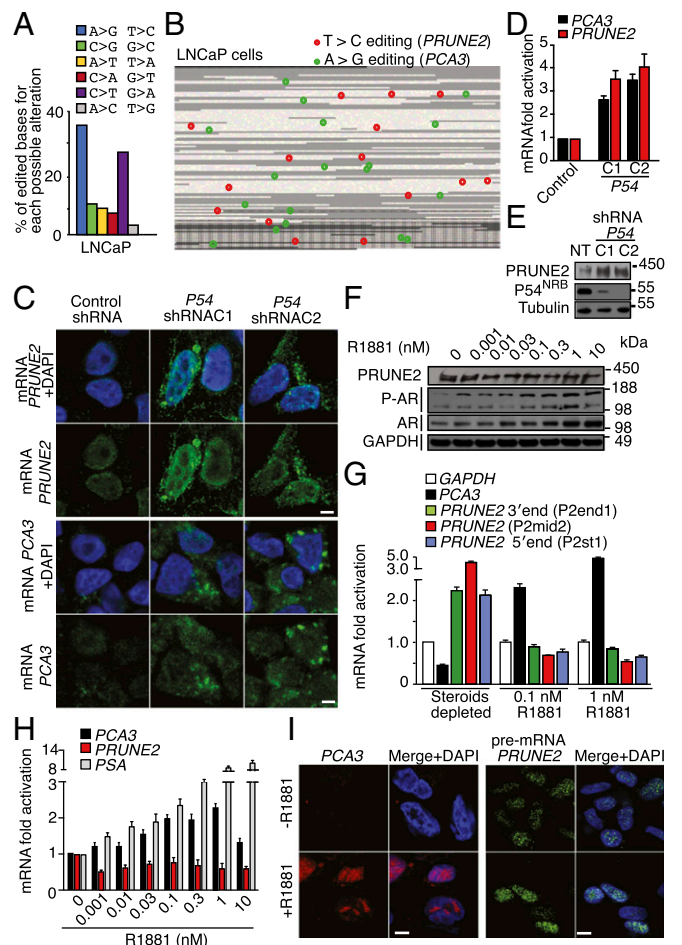 A
A>G T>C
C>G G>C
A>T T>A
C>A G>T
C>T G>A
A>C T>G
% of edited bases for
each possible alteration
40
20
0
LNCaP
B
LNCaP cells
T > C editing (PRUNE2)
A > G editing (PCA3)
C
Control
shRNA
P54
shRNAC1
P54
shRNAC2
mRNA
PRUNE2
+DAPI
mRNA
PRUNE2
mRNA PCA3
+DAPI
mRNA
PCA3
D
PCA3
PRUNE2
mRNAfold activation
5
4
3
2
1
0
Control
C1 C2
P54
E
shRNA
P54
NT C1 C2
PRUNE2
450
P54NRB
55
Tubulin
55
F
R1881 (nM)
0 0.001 0.01 0.03 0.1 0.3 1 10
kDa
PRUNE2
450
188
P-AR
98
AR
98
GAPDH
49
G
GAPDH
PCA3
PRUNE2 3′end (P2end1)
PRUNE2 (P2mid2)
PRUNE2 5′end (P2st1)
mRNA fold activation
5.0
3.0
2.0
1.0
0
Steroids
depleted
0.1 nM
R1881
1 nM
R1881
H
PCA3
PRUNE2
PSA
mRNA fold activation
14
8
3
2
1
0
0 0.001 0.01 0.03 0.1 0.3 1 10
R1881 (nM)
I
PCA3
Merge+DAPI
pre-mRNA
PRUNE2
Merge+DAPI
-R1881
+R1881